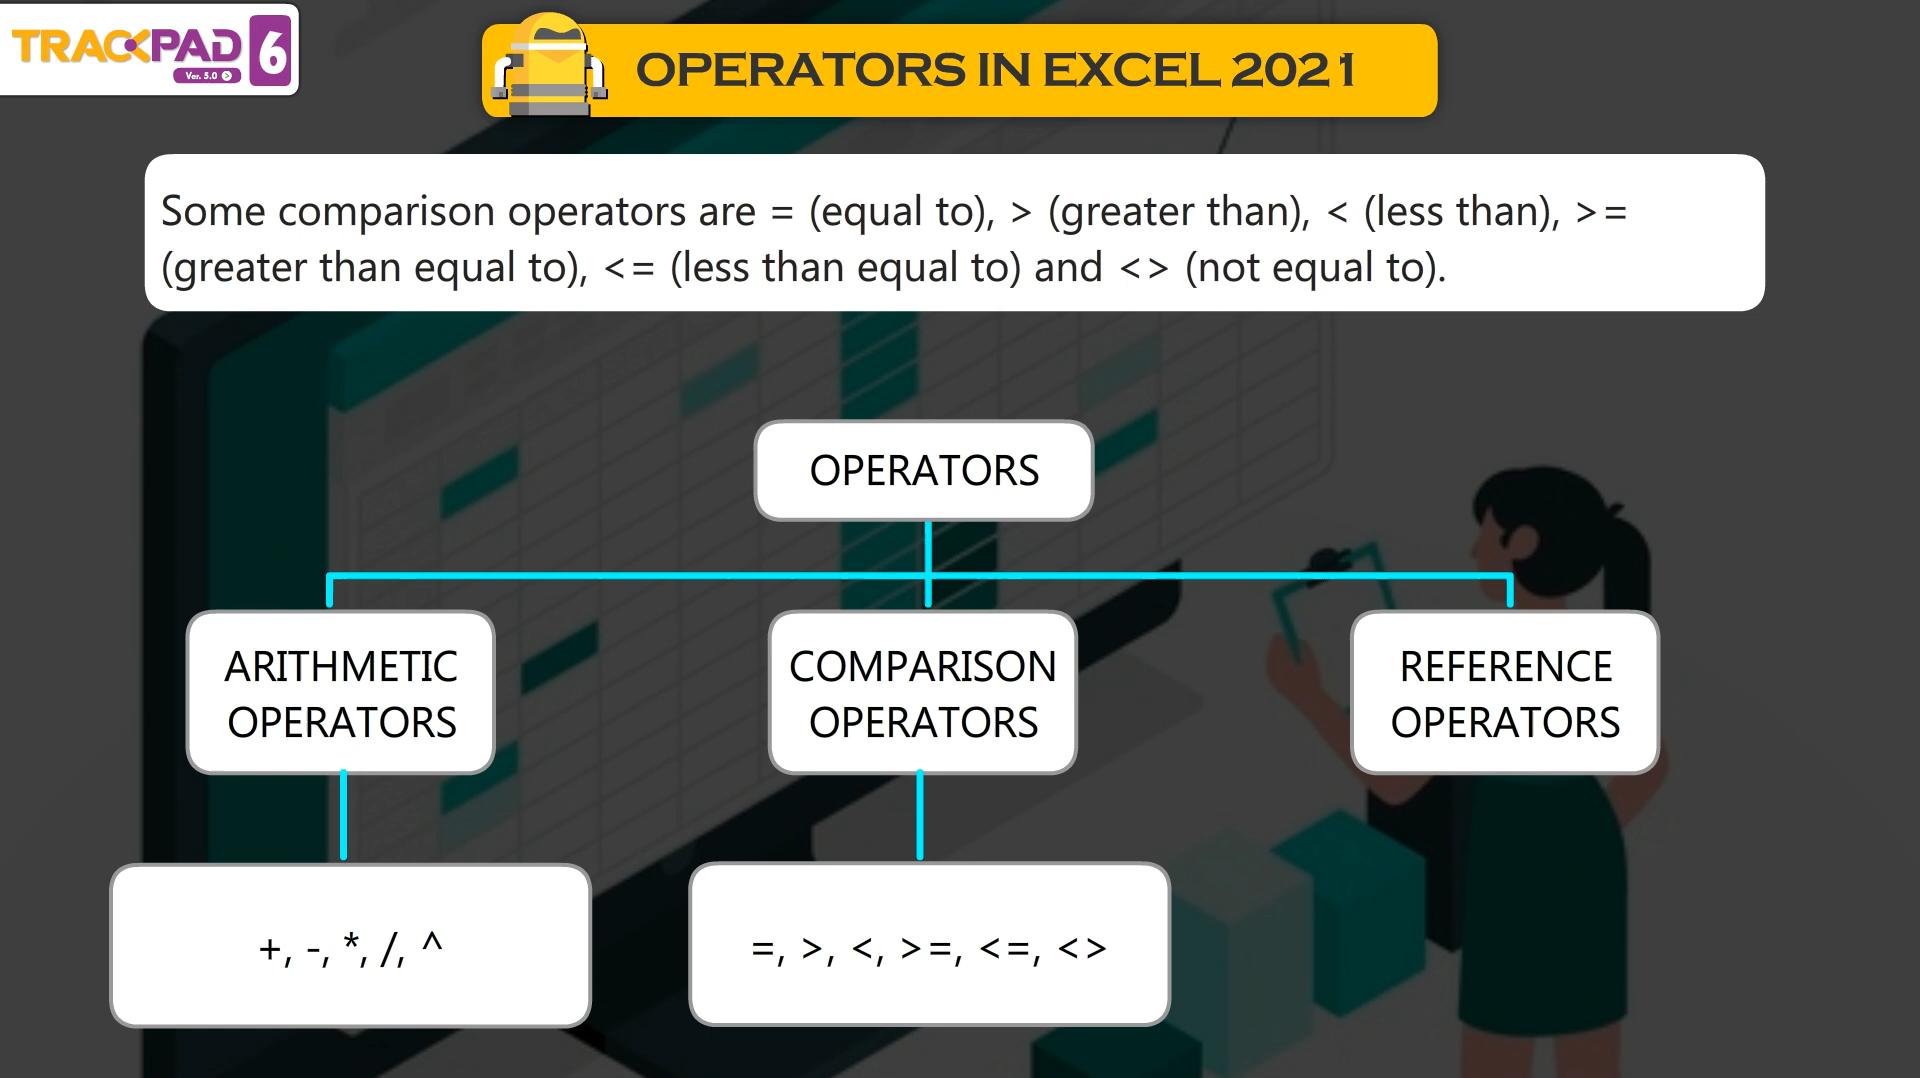 TRACKPAD
Ver. 5.0
6
OPERATORS IN EXCEL 2021
Some comparison operators are = (equal to), > (greater than), < (less than), >=
(greater than equal to), <= (less than equal to) and <> (not equal to).
OPERATORS
ARITHMETIC
OPERATORS
COMPARISON
OPERATORS
REFERENCE
OPERATORS
+, -, *, /, ^
=, >, <, >=, <=, <>